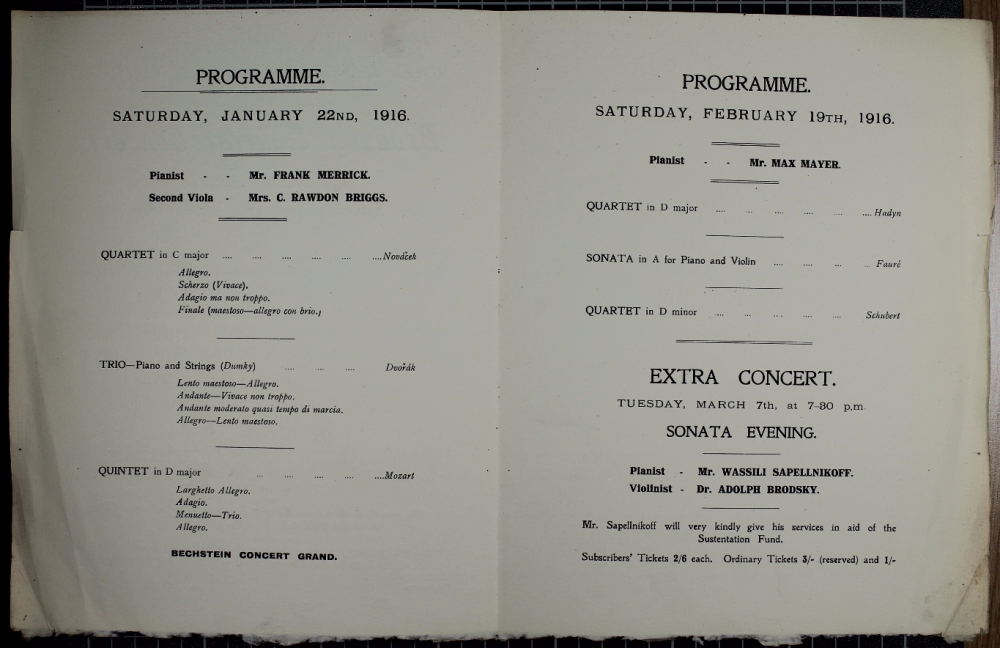 PROGRAMME.
SATURDAY, JANUARY 22ND, 1916.
Pianist - - Mr. FRANK MERRICK.
Second Viola - Mrs. C. RAWDON BRIGGS.
QUARTET in C major .... .... .... .... .... ....Nováček
Allegro.
Scherzo (Vivace).
Adagio ma non troppo.
Finale (maestoso—allegro con brio.)
TRIO—Piano and Strings (Dumky) .... .... .... Dvořák
Lento maestoso—Allegro.
Andante—Vivace non troppo.
Andante moderato quasi tempo di marcia.
Allegro—Lento maestoso.
QUINTET in D major .... .... .... .... ....Mozart
Larghetto Allegro.
Adagio.
Menuetto—Trio.
Allegro.
BECHSTEIN CONCERT GRAND.
PROGRAMME.
SATURDAY, FEBRUARY 19TH, 1916.
Pianist - - Mr. MAX MAYER.
QUARTET in D major .... ... .... .... .... .... Hadyn
SONATA in A for Piano and Violin .... .... ... ... Fauré
QUARTET in D minor .... .... .... .... .... Schubert
EXTRA CONCERT.
TUESDAY, MARCH 7th, at 7-30 p.m.
SONATA EVENING.
Pianist - Mr. WASSILI SAPELLNIKOFF.
Violinist - Dr. ADOLPH BRODSKY.
Mr. Sapellnikoff will very kindly give his services in aid of the
Sustentation Fund.
Subscribers' Tickets 2/6 each. Ordinary Tickets 3/- (reserved) and 1/-